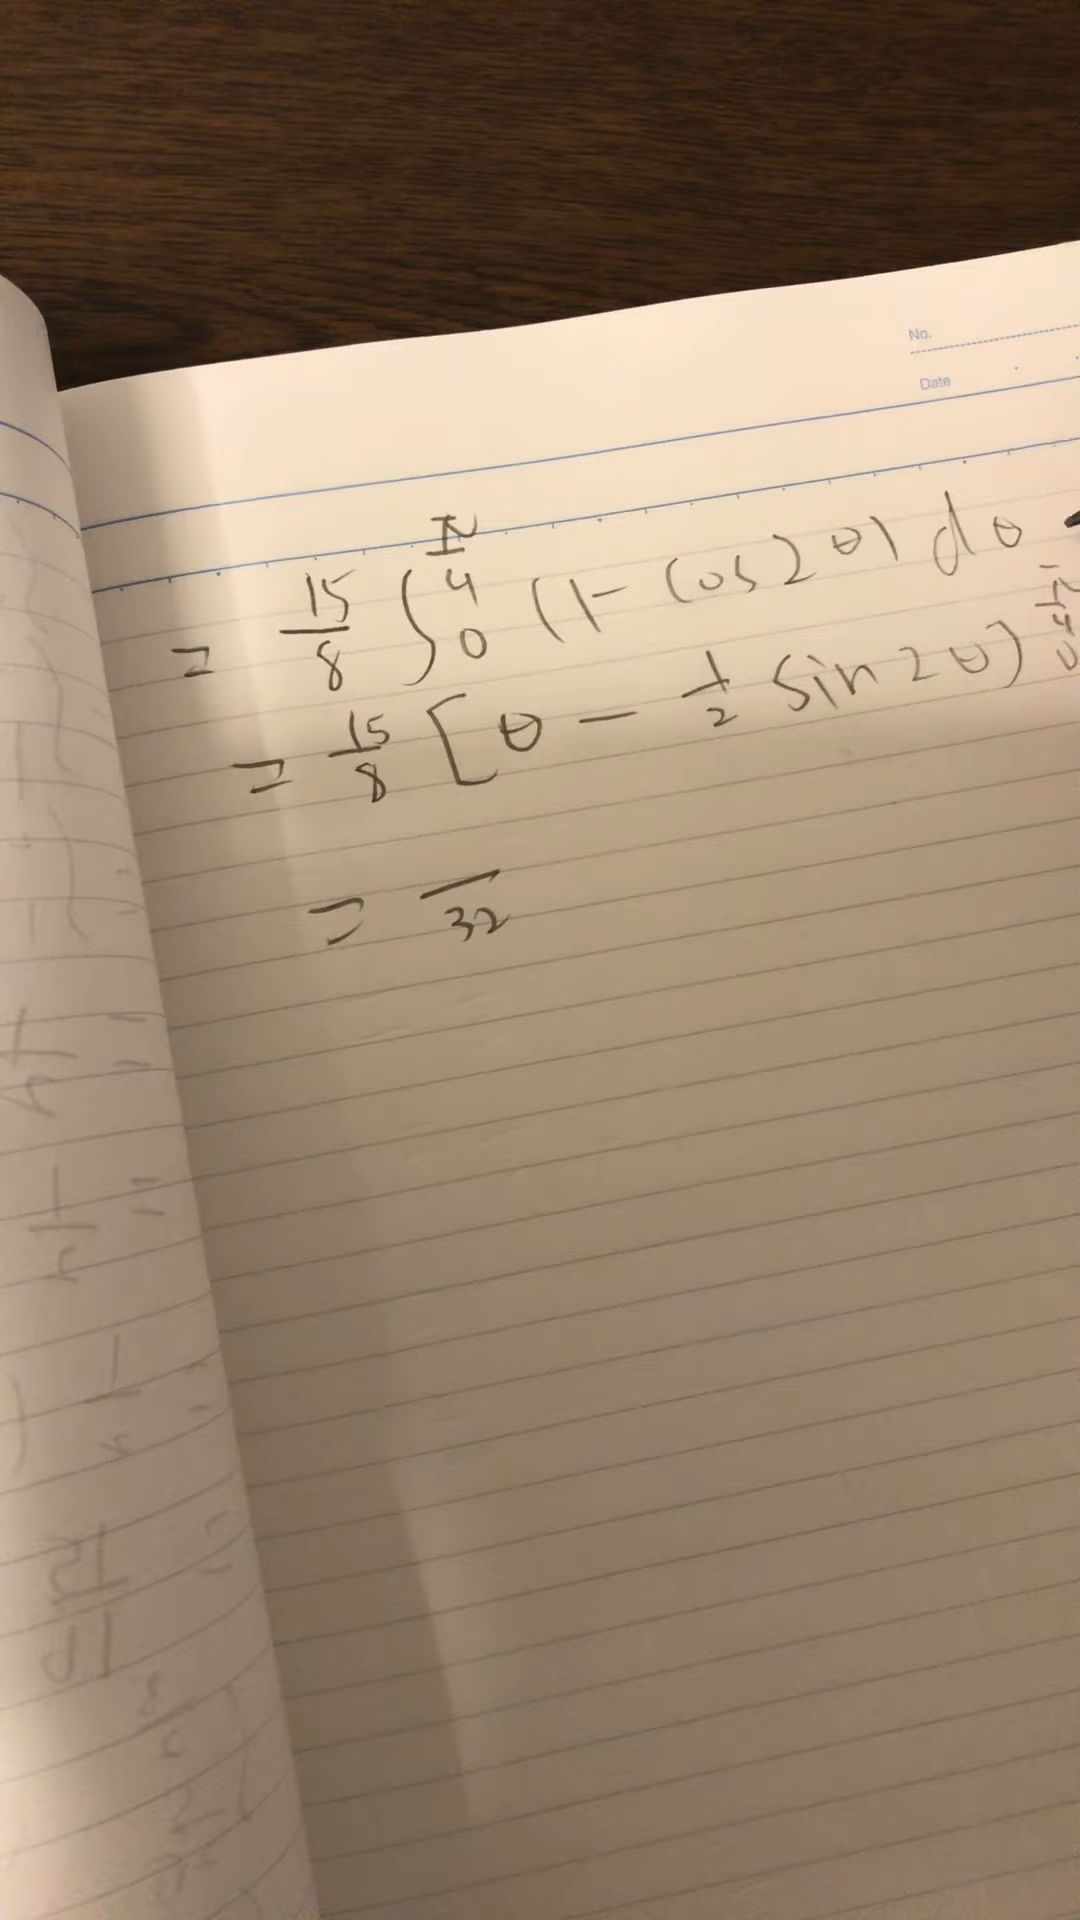 No.
Date
= 15/8 ∫₀^(π/4) (1 - cos 2θ) dθ
= 15/8 [θ - 1/2 sin 2θ)₀^(π/4)
= /32